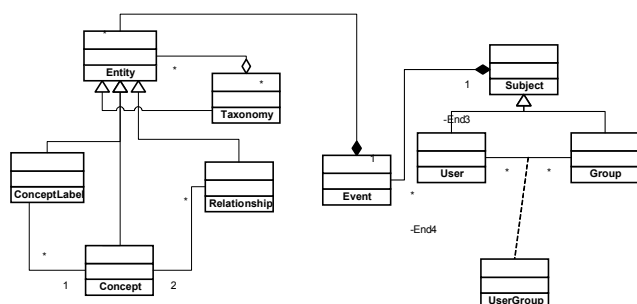 *
Entity
*
*
Taxonomy
1
Subject
-End3
ConceptLabel
*
Relationship
1
Event
*
-End4
User
*
*
Group
*
1
Concept
2
UserGroup